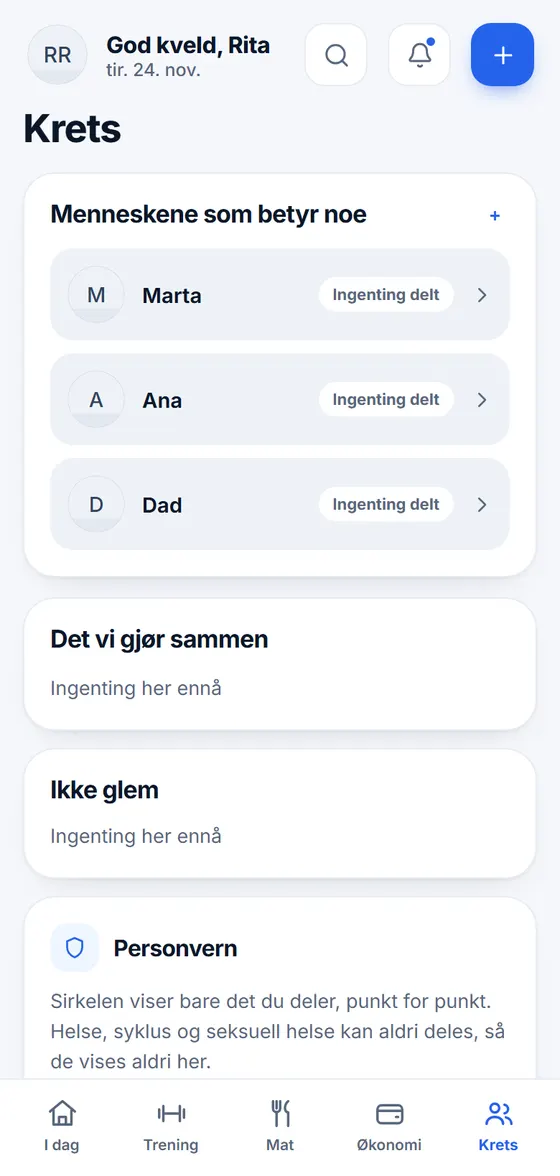 RR
God kveld, Rita
tir. 24. nov.
Krets
Menneskene som betyr noe
M
Marta
Ingenting delt
A
Ana
Ingenting delt
D
Dad
Ingenting delt
Det vi gjør sammen
Ingenting her ennå
Ikke glem
Ingenting her ennå
Personvern
Sirkelen viser bare det du deler, punkt for punkt.
Helse, syklus og seksuell helse kan aldri deles, så
de vises aldri her.
I dag
Trening
Mat
Økonomi
Krets